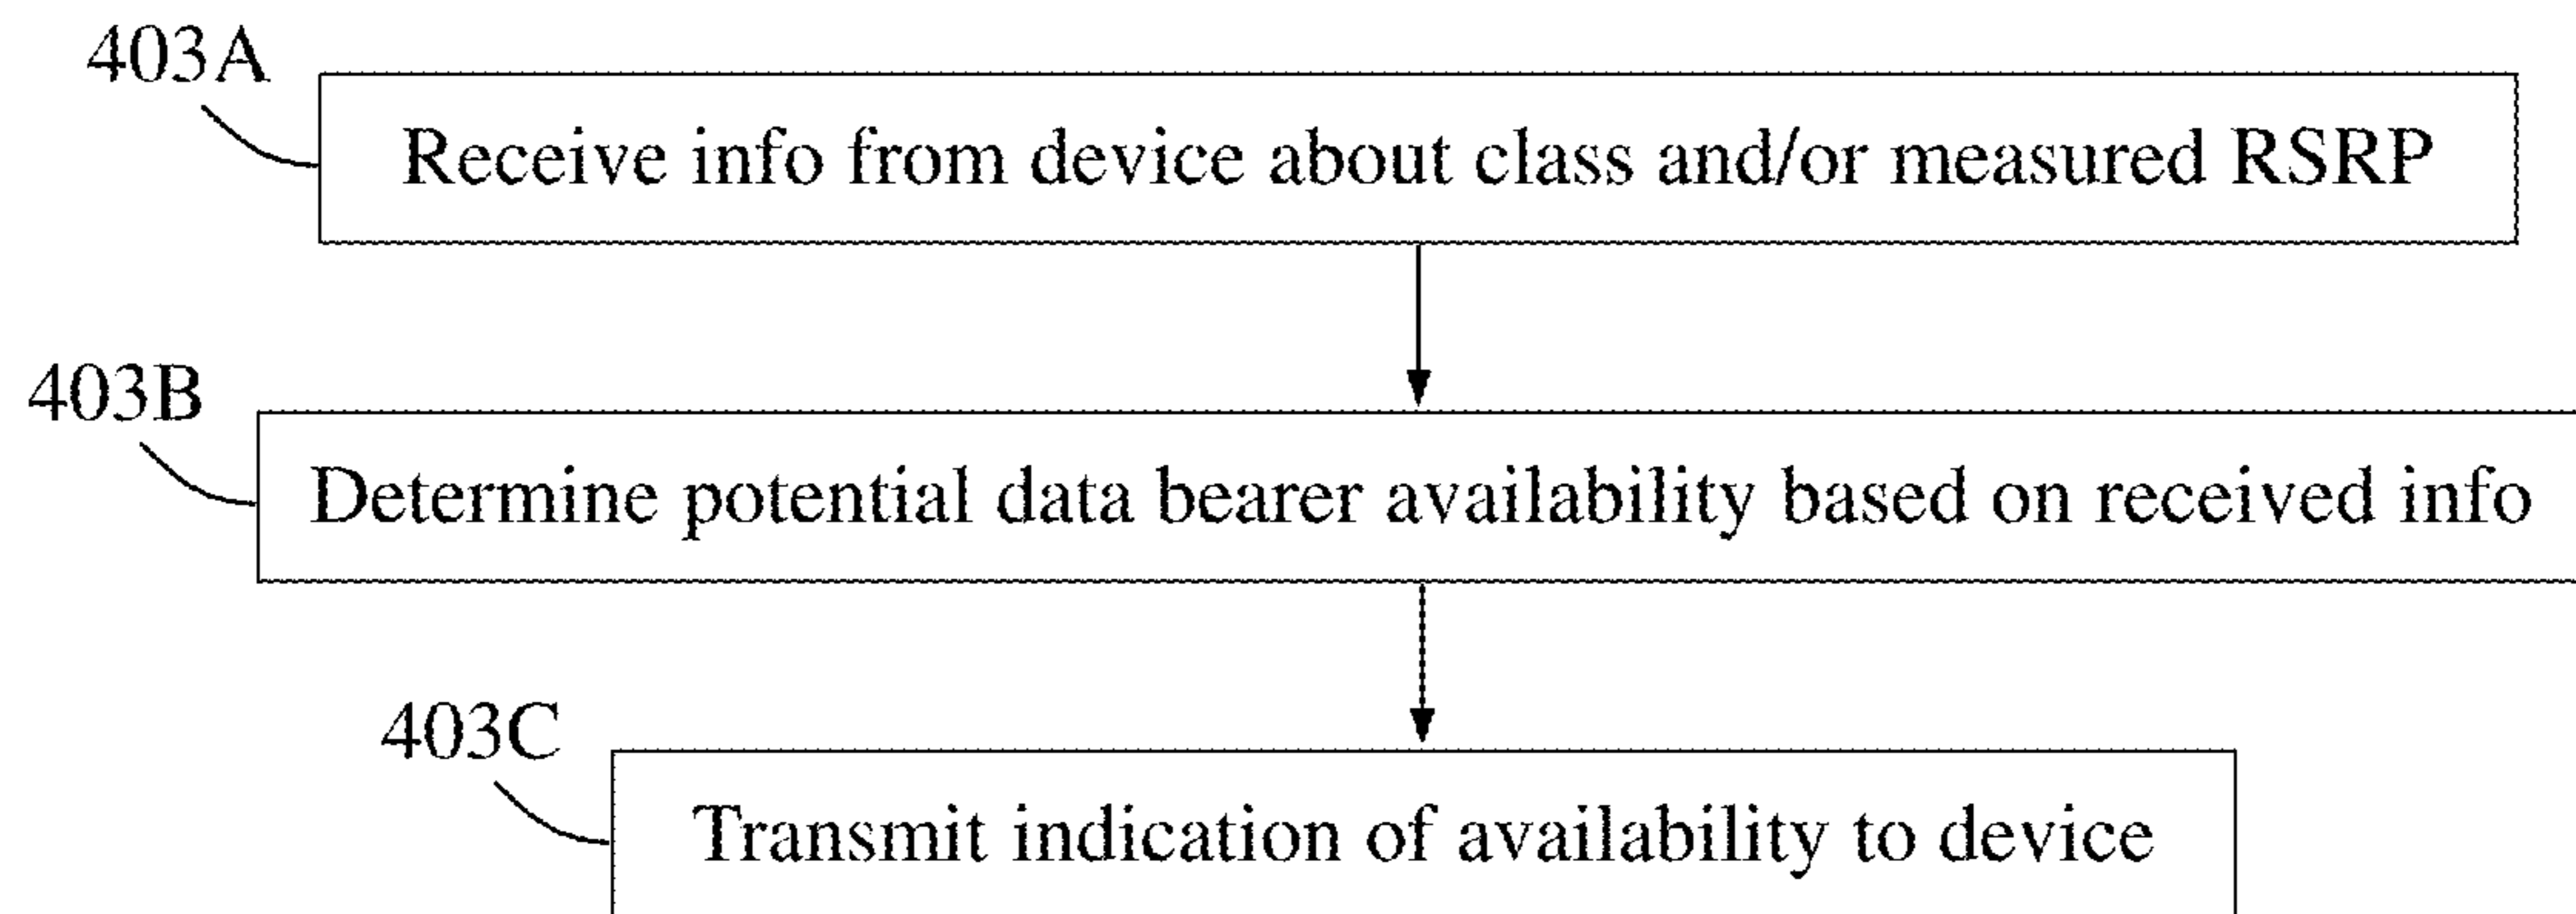 403A
Receive info from device about class and/or measured RSRP
403B
Determine potential data bearer availability based on received info
403C
Transmit indication of availability to device